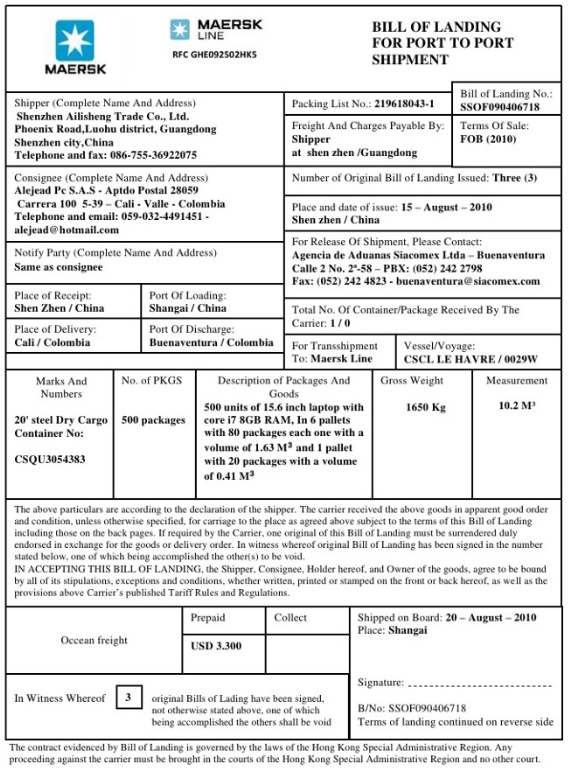 MAERSK
MAERSK
LINE
RFC GHE092502HK5
BILL OF LANDING
FOR PORT TO PORT
SHIPMENT
Shipper (Complete Name And Address)
Shenzhen Ailisheng Trade Co., Ltd.
Phoenix Road,Luohu district, Guangdong
Shenzhen city,China
Telephone and fax: 086-755-36922075
Packing List No.: 219618043-1
Bill of Landing No.:
SSOF090406718
Freight And Charges Payable By:
Shipper
at shen zhen /Guangdong
Terms Of Sale:
FOB (2010)
Consignee (Complete Name And Address)
Alejead Pc S.A.S - Aptdo Postal 28059
Carrera 100 5-39 – Cali - Valle - Colombia
Telephone and email: 059-032-4491451 -
alejead@hotmail.com
Number of Original Bill of Landing Issued: Three (3)
Place and date of issue: 15 – August – 2010
Shen zhen / China
Notify Party (Complete Name And Address)
Same as consignee
For Release Of Shipment, Please Contact:
Agencia de Aduanas Siacomex Ltda – Buenaventura
Calle 2 No. 2ª-58 – PBX: (052) 242 2798
Fax: (052) 242 4823 - buenaventura@siacomex.com
Place of Receipt:
Shen Zhen / China
Port Of Loading:
Shangai / China
Place of Delivery:
Cali / Colombia
Port Of Discharge:
Buenaventura / Colombia
Total No. Of Container/Package Received By The
Carrier: 1 / 0
For Transshipment
To: Maersk Line
Vessel/Voyage:
CSCL LE HAVRE / 0029W
Marks And
Numbers
20' steel Dry Cargo
Container No:
CSQU3054383
No. of PKGS
500 packages
Description of Packages And
Goods
500 units of 15.6 inch laptop with
core i7 8GB RAM, In 6 pallets
with 80 packages each one with a
volume of 1.63 M³ and 1 pallet
with 20 packages with a volume
of 0.41 M³
Gross Weight
1650 Kg
Measurement
10.2 M³
The above particulars are according to the declaration of the shipper. The carrier received the above goods in apparent good order
and condition, unless otherwise specified, for carriage to the place as agreed above subject to the terms of this Bill of Landing
including those on the back pages. If required by the Carrier, one original of this Bill of Landing must be surrendered duly
endorsed in exchange for the goods or delivery order. In witness whereof original Bill of Landing has been signed in the number
stated below, one of which being accomplished the other(s) to be void.
IN ACCEPTING THIS BILL OF LANDING, the Shipper, Consignee, Holder hereof, and Owner of the goods, agree to be bound
by all of its stipulations, exceptions and conditions, whether written, printed or stamped on the front or back hereof, as well as the
provisions above Carrier's published Tariff Rules and Regulations.
Occean freight
Prepaid
USD 3.300
Collect
Shipped on Board: 20 – August – 2010
Place: Shangai
In Witness Whereof
3
original Bills of Lading have been signed,
not otherwise stated above, one of which
being accomplished the others shall be void
Signature: ----------------------------
B/No: SSOF090406718
Terms of landing continued on reverse side
The contract evidenced by Bill of Landing is governed by the laws of the Hong Kong Special Administrative Region. Any
proceeding against the carrier must be brought in the courts of the Hong Kong Special Administrative Region and no other court.